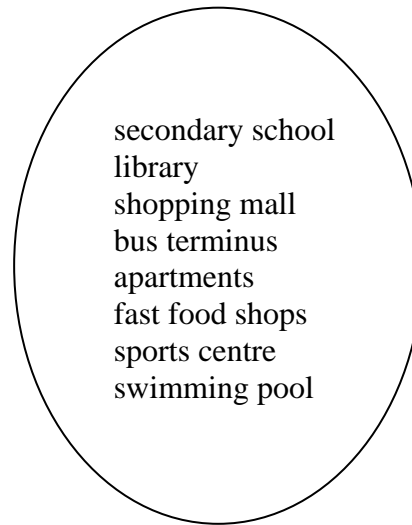 secondary school
library
shopping mall
bus terminus
apartments
fast food shops
sports centre
swimming pool